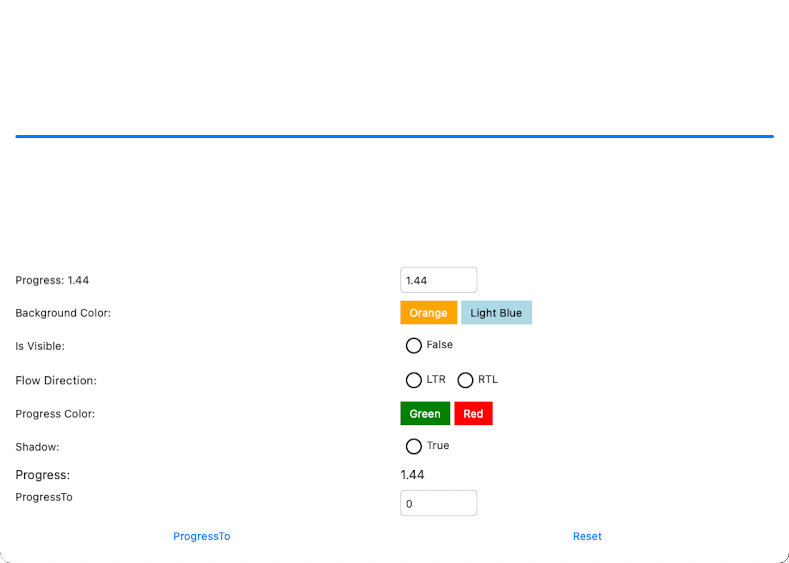 Progress: 1.44 1.44
Background Color: Orange Light Blue
Is Visible: False
Flow Direction: LTR RTL
Progress Color: Green Red
Shadow: True
Progress: 1.44
ProgressTo 0
ProgressTo Reset